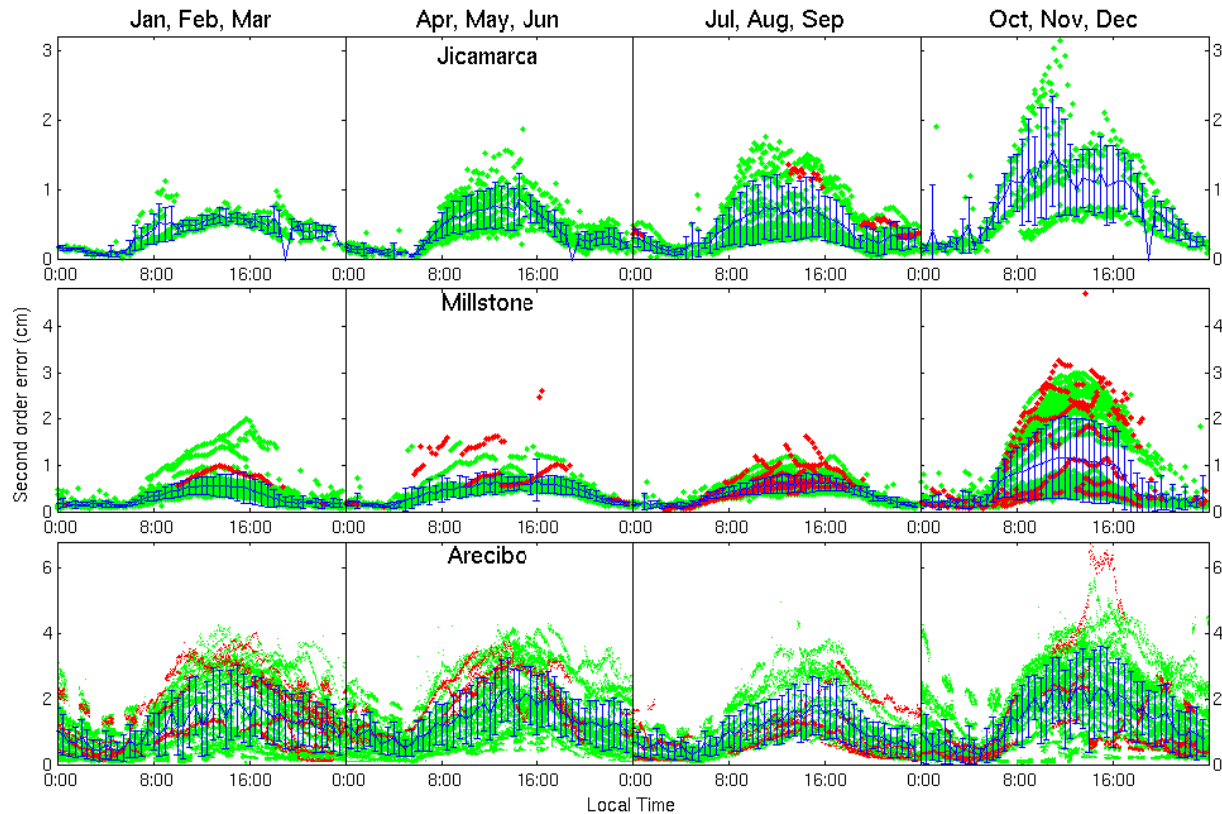 Jan, Feb, Mar Apr, May, Jun Jul, Aug, Sep Oct, Nov, Dec
3 Jicamarca 3
2 2
1 1
0 0
0:00 8:00 16:00 0:00 8:00 16:00 0:00 8:00 16:00 0:00 8:00 16:00
Second order error (cm)
Millstone
4 4
3 3
2 2
1 1
0 0
0:00 8:00 16:00 0:00 8:00 16:00 0:00 8:00 16:00 0:00 8:00 16:00
Arecibo
6 6
4 4
2 2
0 0
0:00 8:00 16:00 0:00 8:00 16:00 0:00 8:00 16:00 0:00 8:00 16:00
Local Time